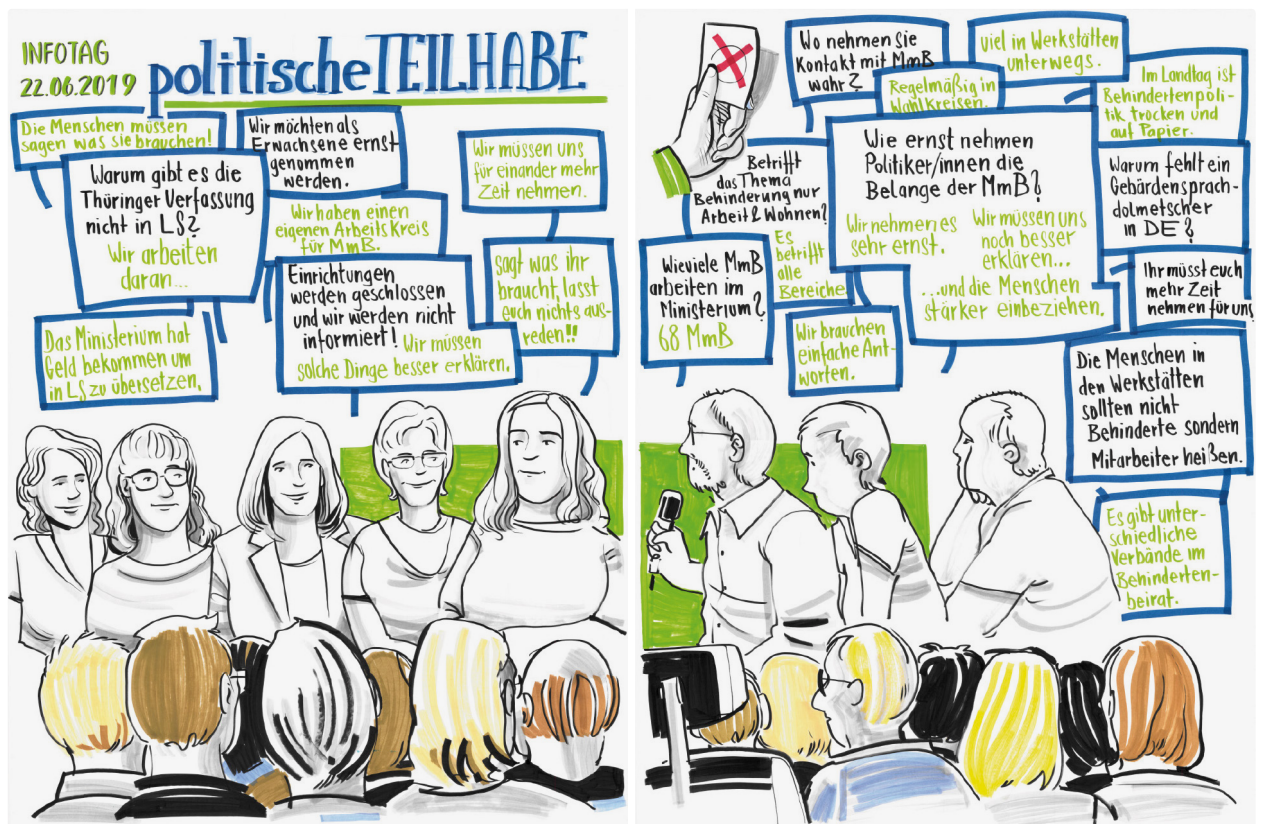 INFOTAG
22.06.2019
politische TEILHABE
Die Menschen müssen
sagen was sie brauchen!
Wir möchten als
Erwachsene ernst
genommen
werden.
Warum gibt es die
Thüringer Verfassung
nicht in LS?
Wir arbeiten
daran...
Wir müssen uns
für einander mehr
Zeit nehmen.
Wir haben einen
eigenen Arbeitskreis
für MmB.
Einrichtungen
werden geschlossen
und wir werden nicht
informiert! Wir müssen
solche Dinge besser erklären.
sagt was ihr
braucht, lasst
euch nichts aus-
reden!!
Das Ministerium hat
Geld bekommen um
in LS zu übersetzen.
Wo nehmen Sie
Kontakt mit MmB
wahr?
viel in Werkstätten
unterwegs.
Regelmäßig in
Wahlkreisen.
Im Landtag ist
Behindertenpoli-
tik trocken und
auf Papier.
Betrifft
das Thema
Behinderung nur
Arbeit & Wohnen?
Es
betrifft
alle
Bereiche
Wie ernst nehmen
Politiker/innen die
Belange der MmB?
Wir nehmen es
sehr ernst.
Wir müssen uns
noch besser
erklären...
...und die Menschen
stärker einbeziehen.
Warum fehlt ein
Gebärdensprach-
dolmetscher
in DE?
Wieviele MmB
arbeiten im
Ministerium?
68 MmB
Ihr müsst euch
mehr Zeit
nehmen für uns
Wir brauchen
einfache Ant-
worten.
Die Menschen in
den Werkstätten
sollten nicht
Behinderte sondern
Mitarbeiter heißen.
Es gibt unter-
schiedliche
Verbände im
Behinderten-
beirat.